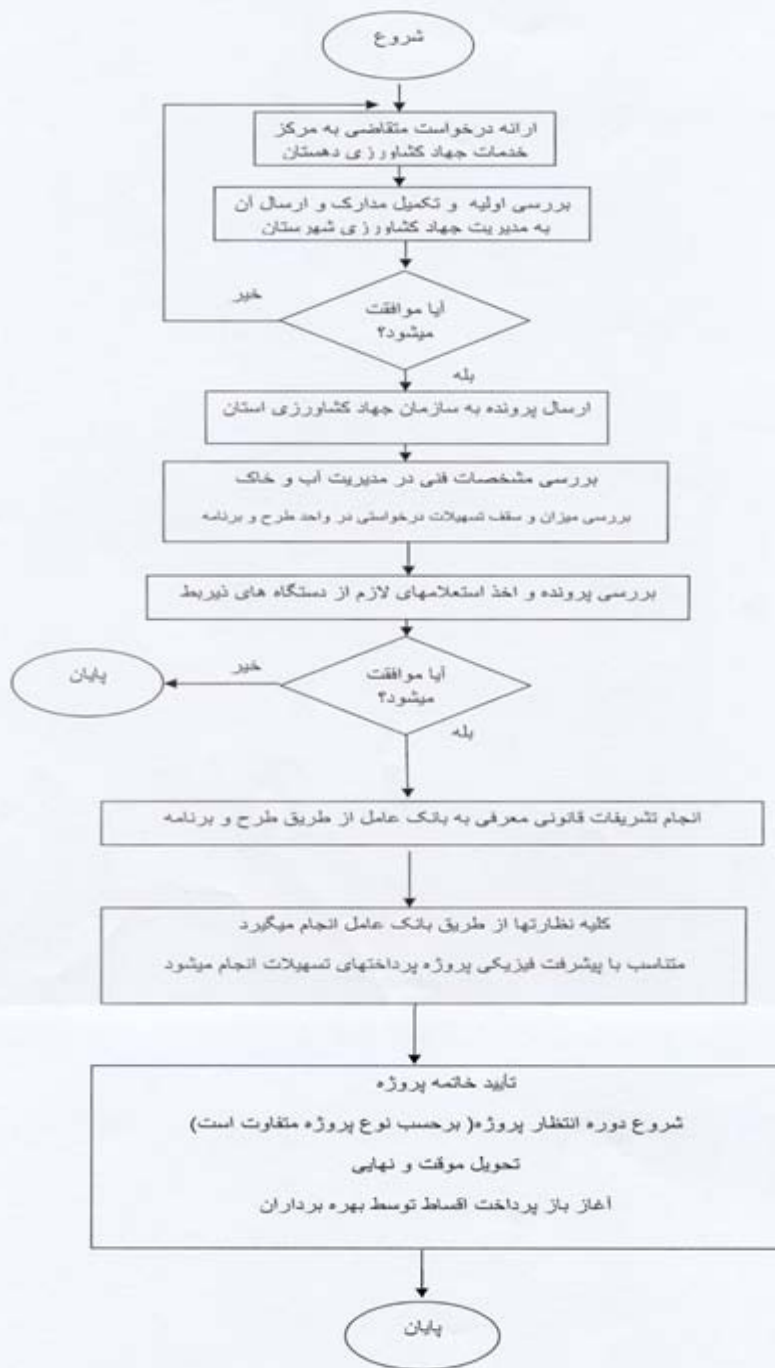 شروع
ارائه درخواست متقاضی به مرکز
خدمات جهاد کشاورزی دهستان
بررسی اولیه و تکمیل مدارک و ارسال آن
به مدیریت جهاد کشاورزی شهرستان
خیر
آیا موافقت
میشود؟
بله
ارسال پرونده به سازمان جهاد کشاورزی استان
بررسی مشخصات فنی در مدیریت آب و خاک
بررسی میزان و سقف تسهیلات درخواستی در واحد طرح و برنامه
بررسی پرونده و اخذ استعلامهای لازم از دستگاه های ذیربط
آیا موافقت
میشود؟
خیر
پایان
بله
انجام تشریفات قانونی معرفی به بانک عامل از طریق طرح و برنامه
کلیه نظارتها از طریق بانک عامل انجام میگیرد
متناسب با پیشرفت فیزیکی پروژه پرداختهای تسهیلات انجام میشود
تأیید خاتمه پروژه
شروع دوره انتظار پروژه( برحسب نوع پروژه متفاوت است)
تحویل موقت و نهایی
آغاز باز پرداخت اقساط توسط بهره برداران
پایان